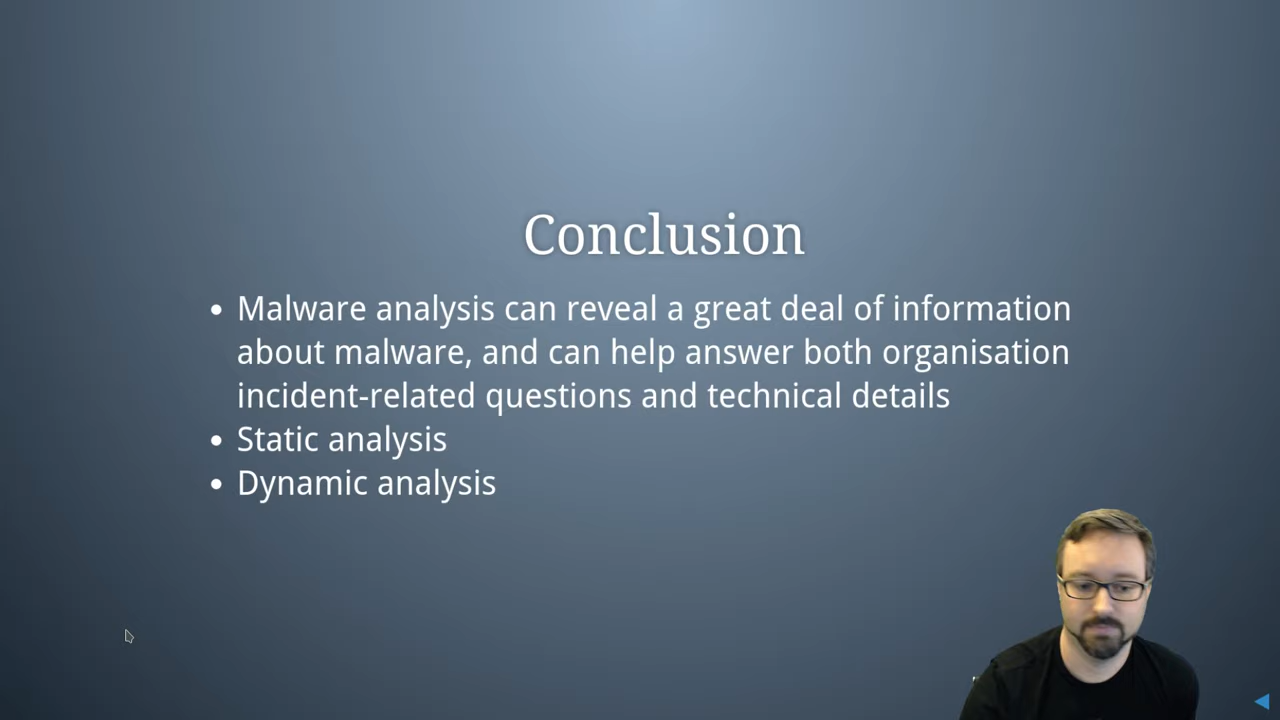 Conclusion
• Malware analysis can reveal a great deal of information
about malware, and can help answer both organisation
incident-related questions and technical details
• Static analysis
• Dynamic analysis